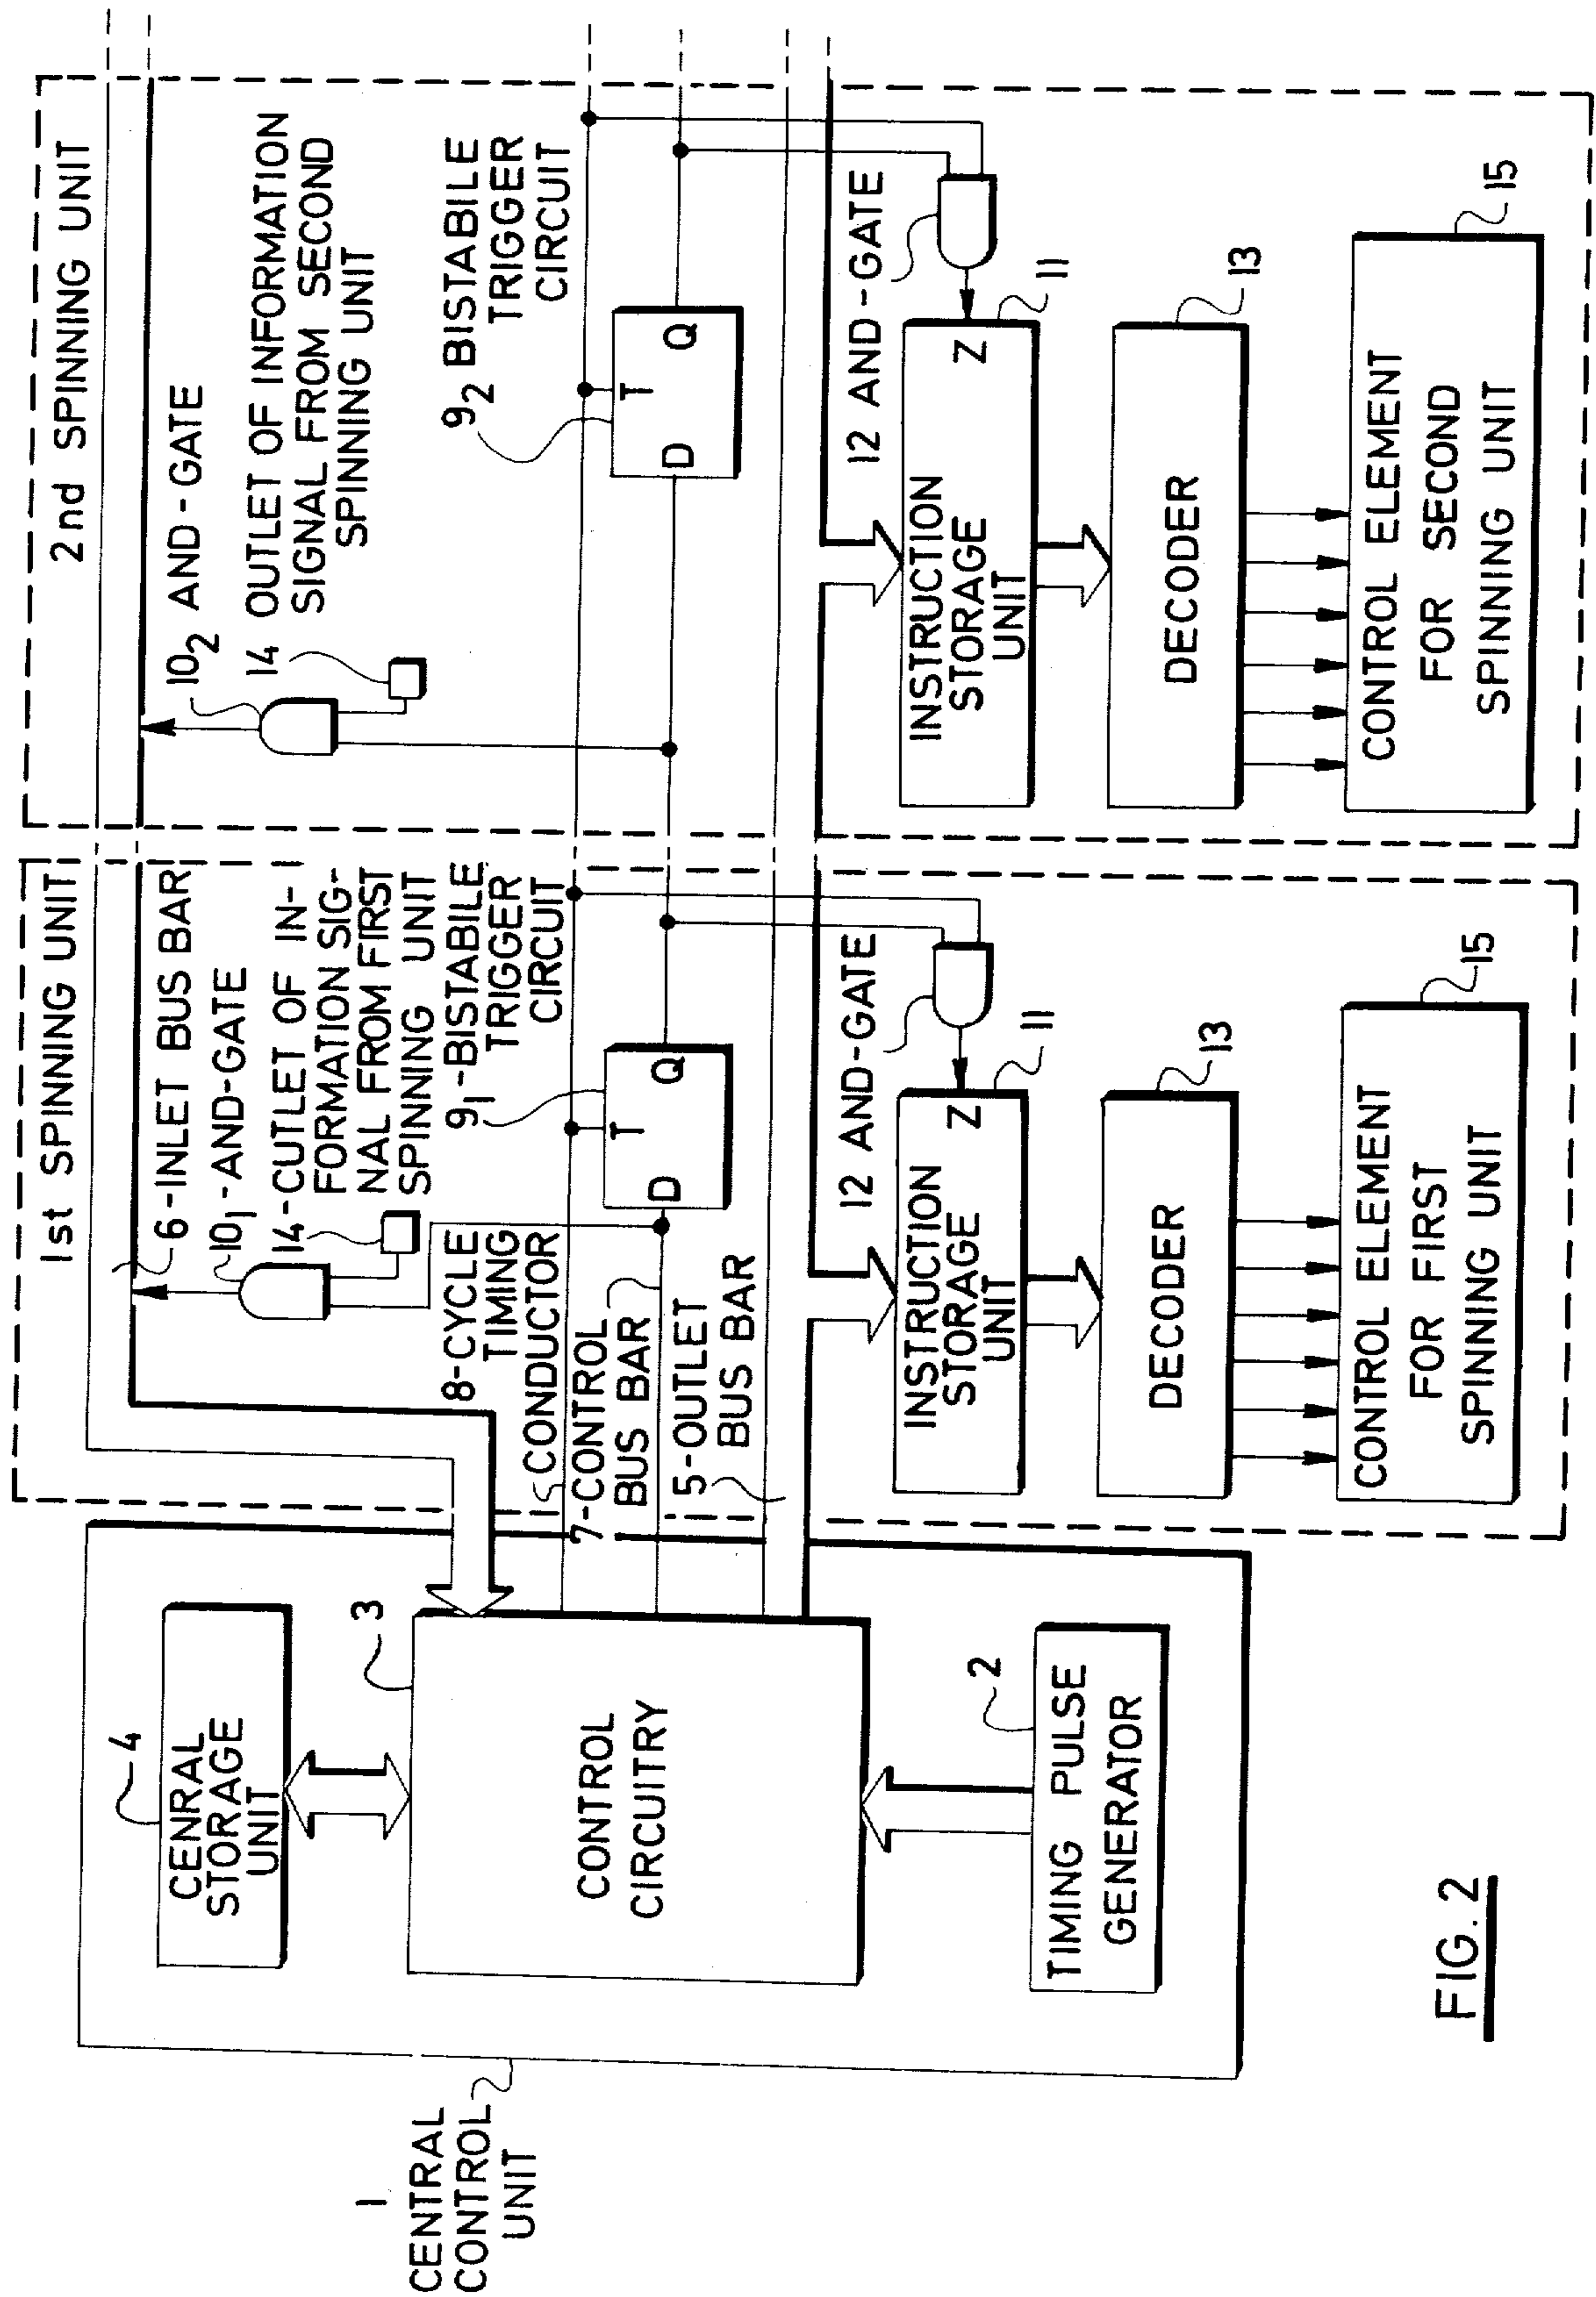 1
CENTRAL
CONTROL
UNIT
4
CENRAL
STORAGE
UNIT
3
CONTROL
CIRCUITRY
2
TIMING PULSE
GENERATOR
1st SPINNING UNIT
6-INLET BUS BAR
10₁-AND-GATE
14-CUTLET OF IN-
FORMATION SIG-
NAL FROM FIRST
SPINNING UNIT
9₁-BISTABILE
TRIGGER
CIRCUIT
8-CYCLE
TIMING
CONDUCTOR
7-CONTROL
BUS BAR
5-OUTLET
BUS BAR
D
T
Q
12 AND-GATE
INSTRUCTION
STORAGE
UNIT
Z
11
DECODER
13
CONTROL ELEMENT
FOR FIRST
SPINNING UNIT
15
2nd SPINNING UNIT
10₂ AND-GATE
14 OUTLET OF INFORMATION
SIGNAL FROM SECOND
SPINNING UNIT
9₂ BISTABILE
TRIGGER
CIRCUIT
D
T
Q
12 AND-GATE
INSTRUCTION
STORAGE
UNIT
Z
11
DECODER
13
CONTROL ELEMENT
FOR SECOND
SPINNING UNIT
15
FIG. 2